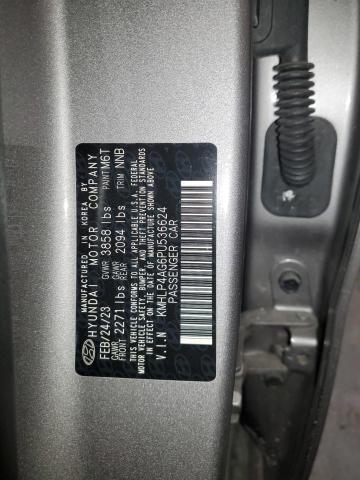 MANUFACTURED IN KOREA BY
HYUNDAI MOTOR COMPANY
FEB/24/23 GVWR 3858 lbs PAINT M6T
GAWR FRONT 2271 lbs GAWR REAR 2094 lbs TRIM NNB
THIS VEHICLE CONFORMS TO ALL APPLICABLE U.S.A. FEDERAL
MOTOR VEHICLE SAFETY, BUMPER, AND THEFT PREVENTION STANDARDS
IN EFFECT ON THE DATE OF MANUFACTURE SHOWN ABOVE.
V.I.N KMHLP4AG6PU536624
PASSENGER CAR